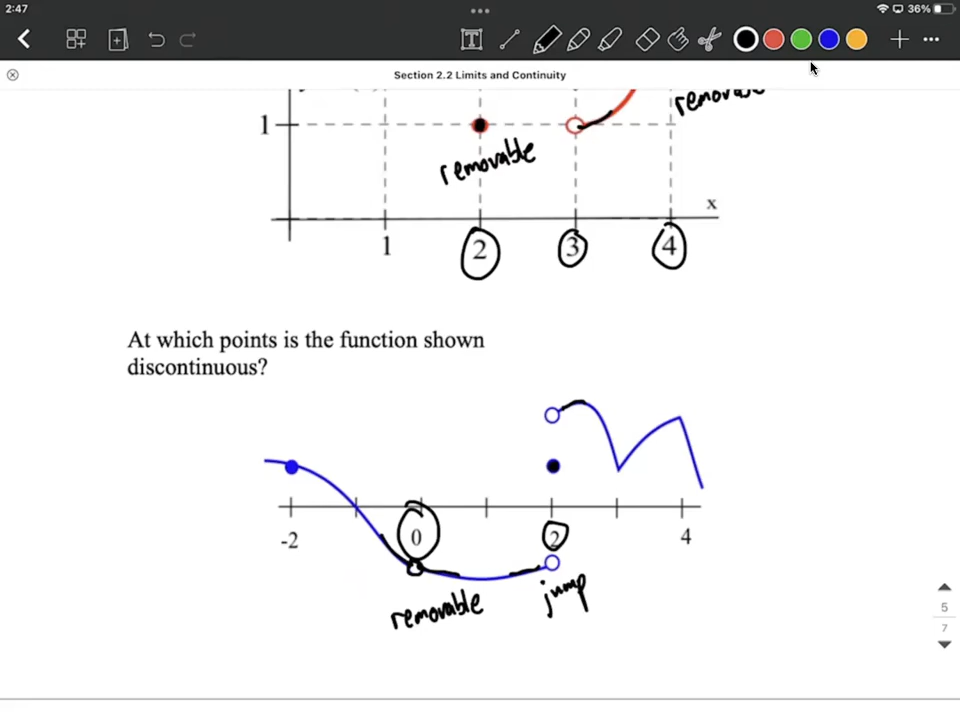 2:47
36%
T
Section 2.2 Limits and Continuity
1
removable
x
1 2 3 4
At which points is the function shown
discontinuous?
-2 0 2 4
removable jump
5
7